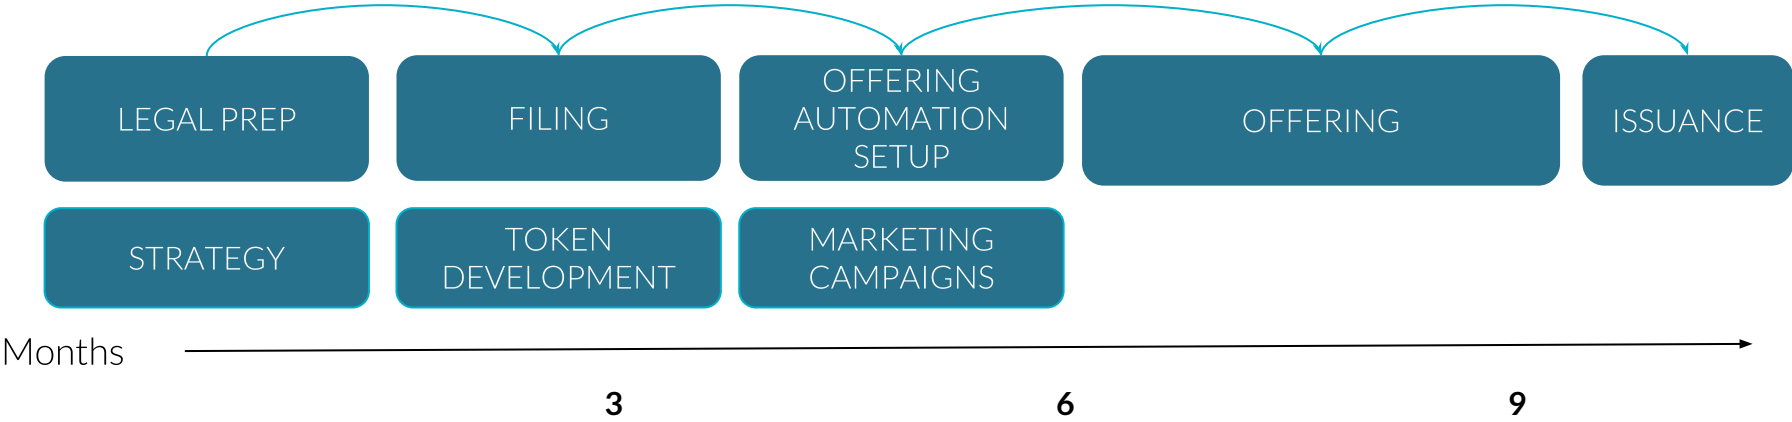 LEGAL PREP
FILING
OFFERING
AUTOMATION
SETUP
OFFERING
ISSUANCE
STRATEGY
TOKEN
DEVELOPMENT
MARKETING
CAMPAIGNS
Months
3
6
9